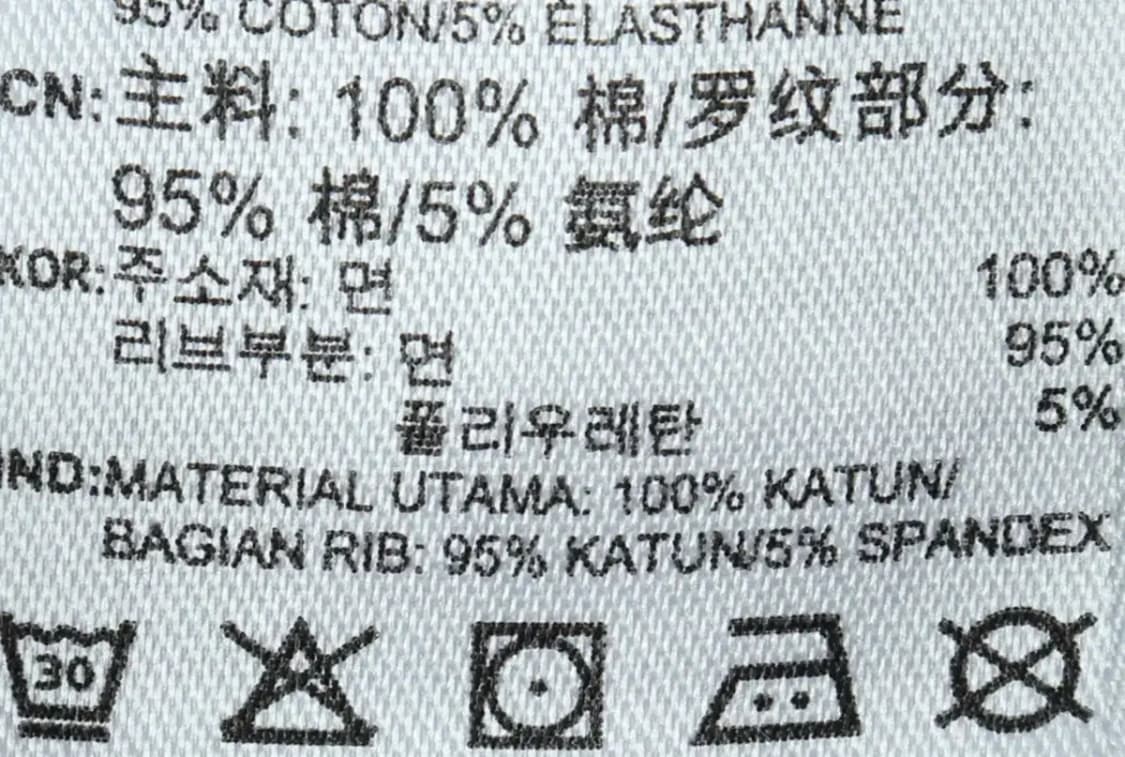 95% COTON/5% ÉLASTHANNE
CN: 主料: 100% 棉/罗纹部分:
95% 棉/5% 氨纶
KOR: 주소재: 면 100%
리브부분: 면 95%
폴리우레탄 5%
IND:MATERIAL UTAMA: 100% KATUN/
BAGIAN RIB: 95% KATUN/5% SPANDEX
30